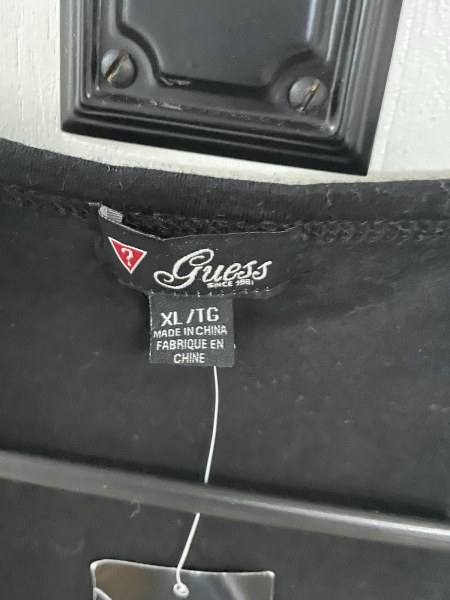 ?
Guess
SINCE 1981
XL/TG
MADE IN CHINA
FABRIQUE EN
CHINE